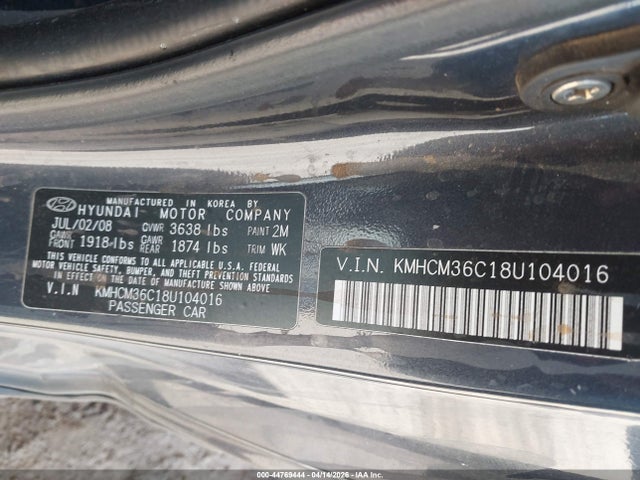 MANUFACTURED IN KOREA BY
HYUNDAI MOTOR COMPANY
JUL/02/08 GVWR 3638 lbs PAINT 2M
GAWR FRONT 1918 lbs GAWR REAR 1874 lbs TRIM WK
THIS VEHICLE CONFORMS TO ALL APPLICABLE U.S.A. FEDERAL
MOTOR VEHICLE SAFETY, BUMPER, AND THEFT PREVENTION STANDARDS
IN EFFECT ON THE DATE OF MANUFACTURE SHOWN ABOVE
V.I.N KMHCM36C18U104016
PASSENGER CAR
V.I.N. KMHCM36C18U104016
000-44769444 - 04/14/2026 - IAAI.COM